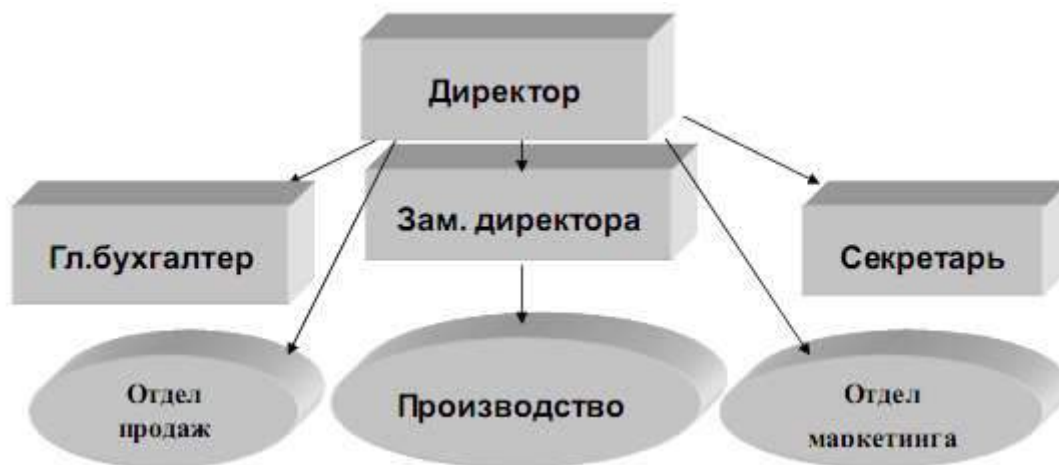 Директор
Зам. директора
Гл.бухгалтер
Секретарь
Отдел
продаж
Производство
Отдел
маркетинга